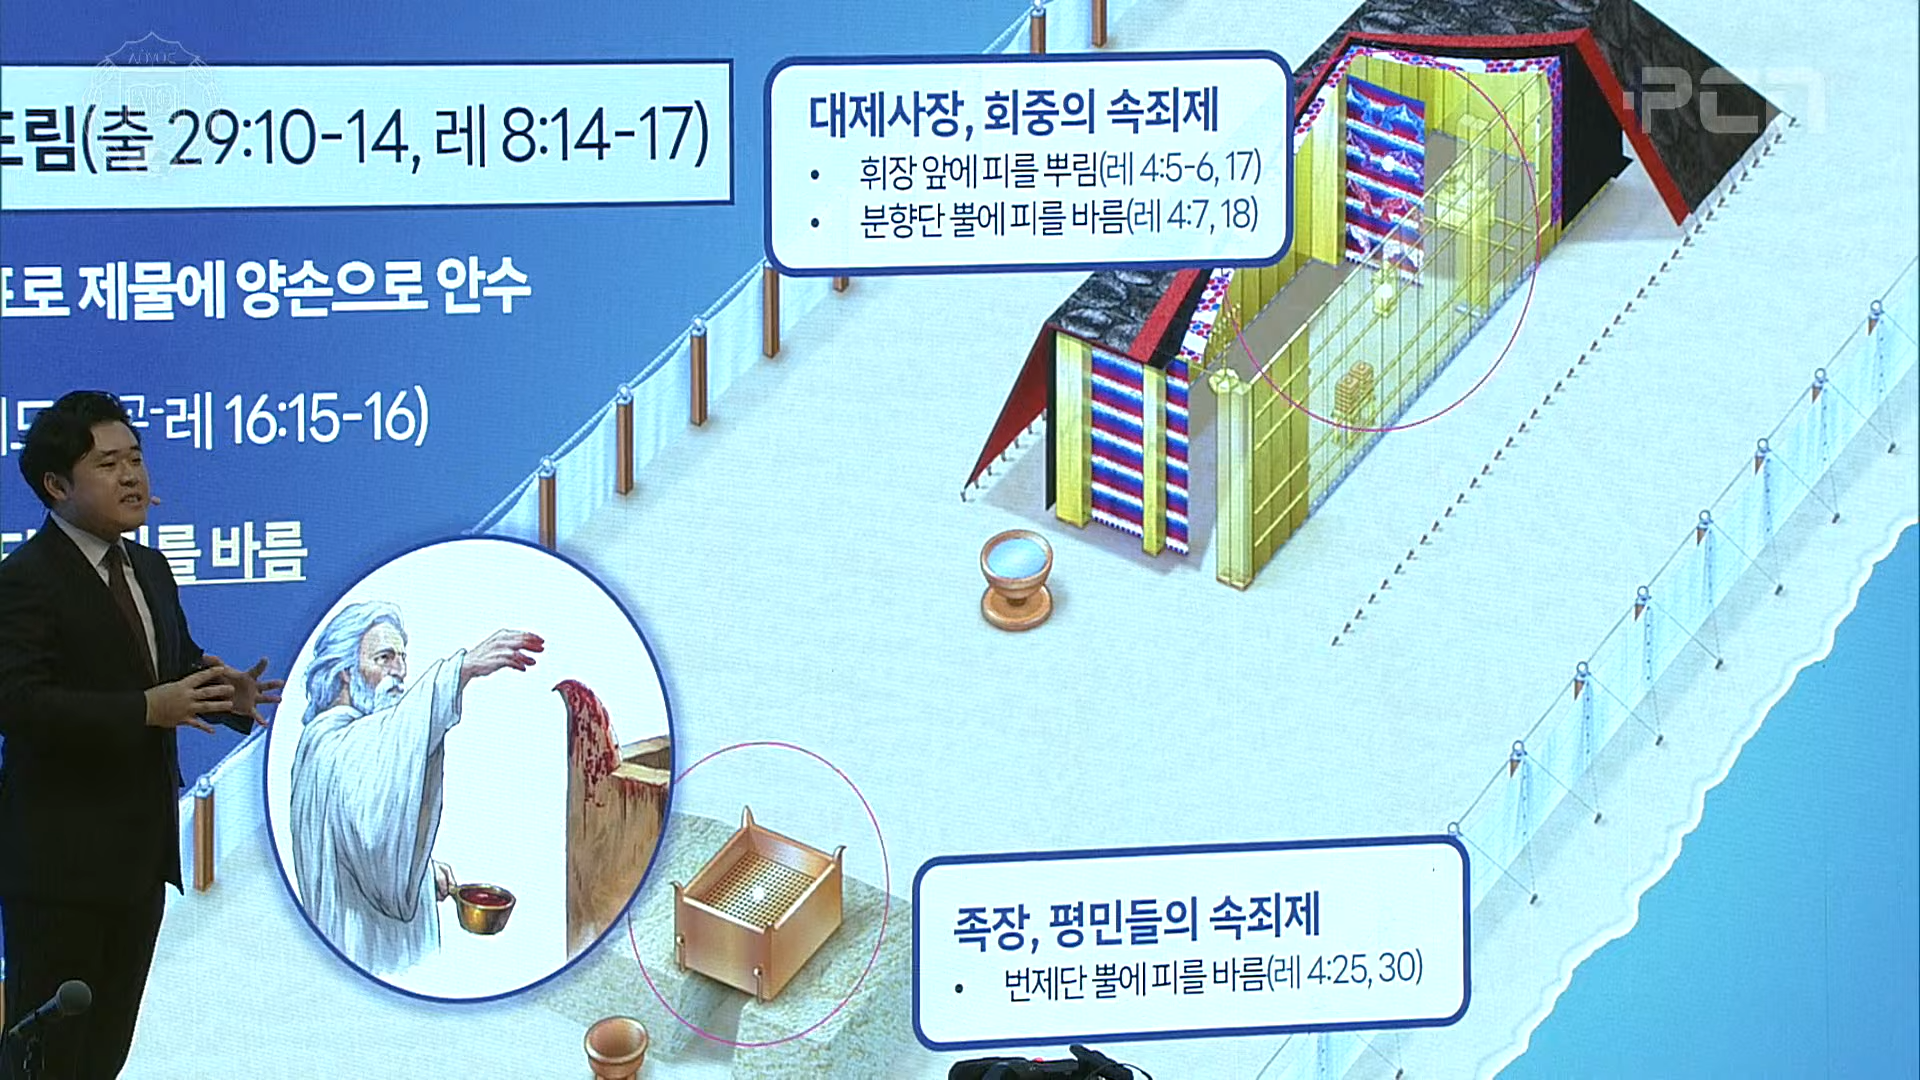 드림(출 29:10-14, 레 8:14-17)
표로 제물에 양손으로 안수
레 16:15-16)
피를 바름
대제사장, 회중의 속죄제
• 휘장 앞에 피를 뿌림(레 4:5-6, 17)
• 분향단 뿔에 피를 바름(레 4:7, 18)
족장, 평민들의 속죄제
• 번제단 뿔에 피를 바름(레 4:25, 30)
PCN
ΛΟΓΟΣ